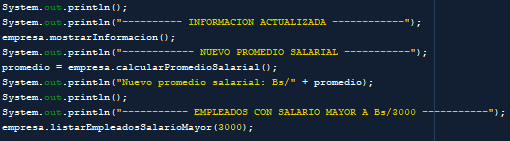 System.out.println();
System.out.println("----------- INFORMACION ACTUALIZADA -------------");
empresa.mostrarInformacion();
System.out.println("------------ NUEVO PROMEDIO SALARIAL ------------");
promedio = empresa.calcularPromedioSalarial();
System.out.println("Nuevo promedio salarial: Bs/" + promedio);
System.out.println();
System.out.println("------------ EMPLEADOS CON SALARIO MAYOR A Bs/3000 ------------");
empresa.listarEmpleadosSalarioMayor(3000);